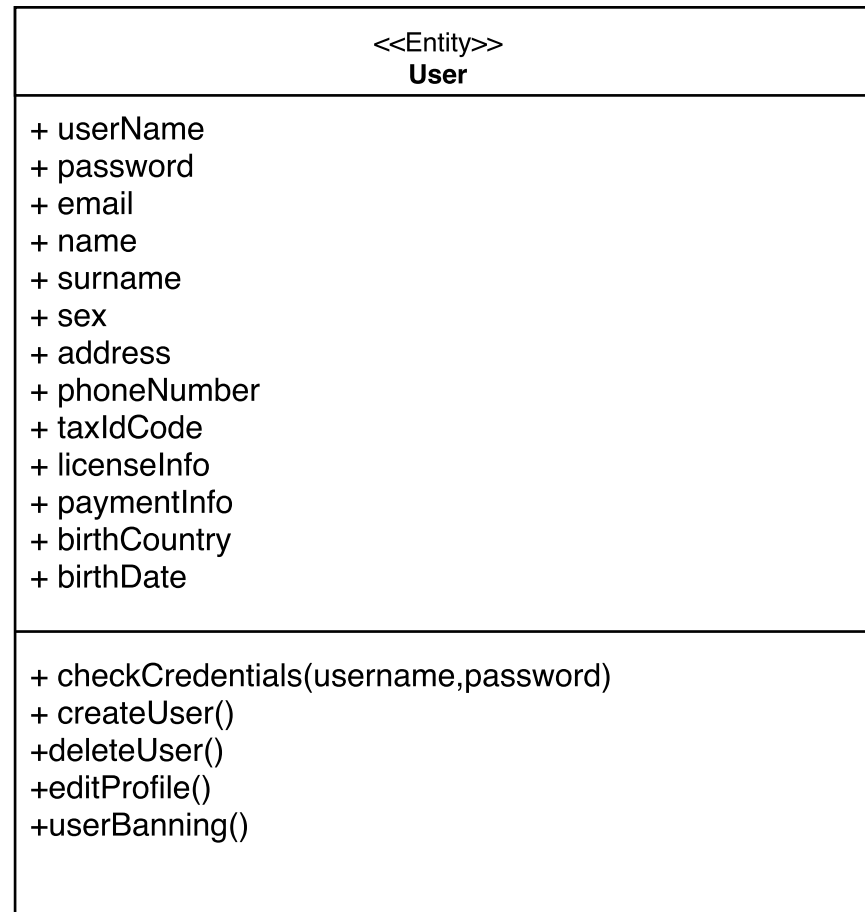 <<Entity>>
User
+ userName
+ password
+ email
+ name
+ surname
+ sex
+ address
+ phoneNumber
+ taxIdCode
+ licenseInfo
+ paymentInfo
+ birthCountry
+ birthDate
+ checkCredentials(username,password)
+ createUser()
+deleteUser()
+editProfile()
+userBanning()